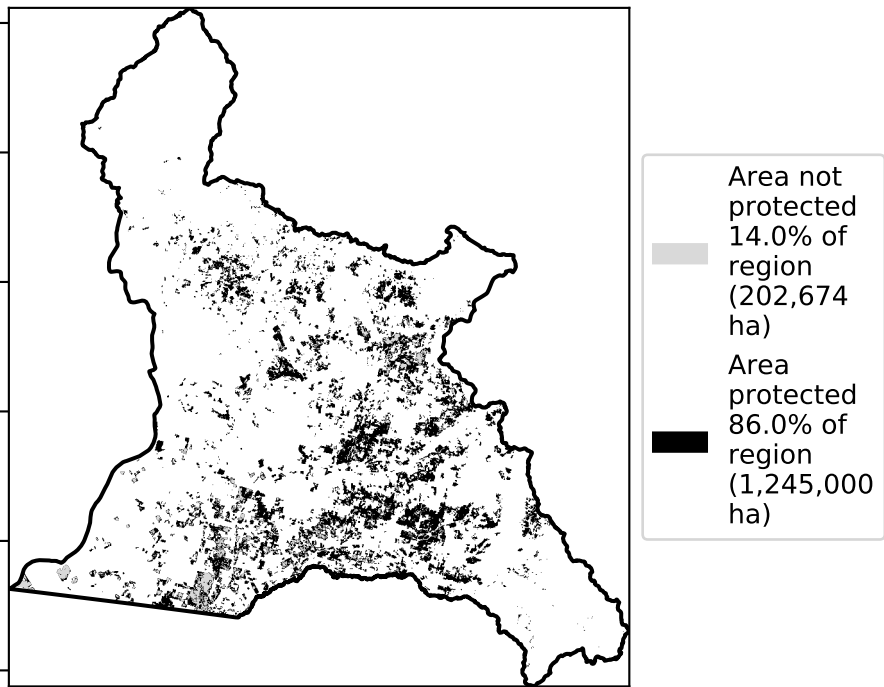 Area not
protected
14.0% of
region
(202,674
ha)
Area
protected
86.0% of
region
(1,245,000
ha)